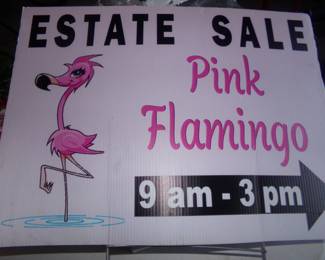 ESTATE SALE
Pink
Flamingo
9 am - 3 pm